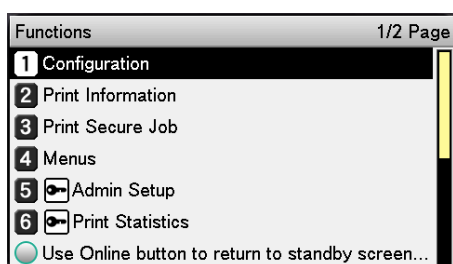 Functions 1/2 Page
1 Configuration
2 Print Information
3 Print Secure Job
4 Menus
5 Admin Setup
6 Print Statistics
Use Online button to return to standby screen...